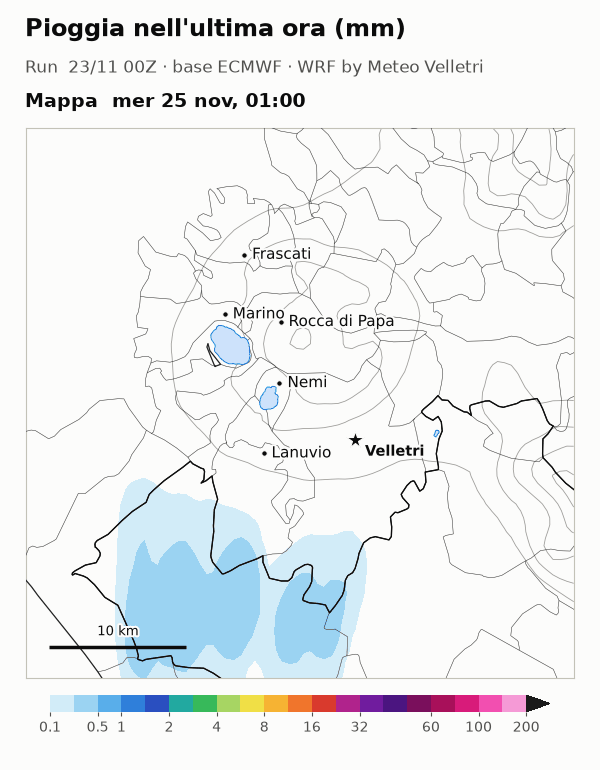 Pioggia nell'ultima ora (mm)
Run  23/11 00Z · base ECMWF · WRF by Meteo Velletri
Mappa  mer 25 nov, 01:00
Frascati
Marino
Rocca di Papa
Nemi
Velletri
Lanuvio
10 km
0.1 0.5 1 2 4 8 16 32 60 100 200